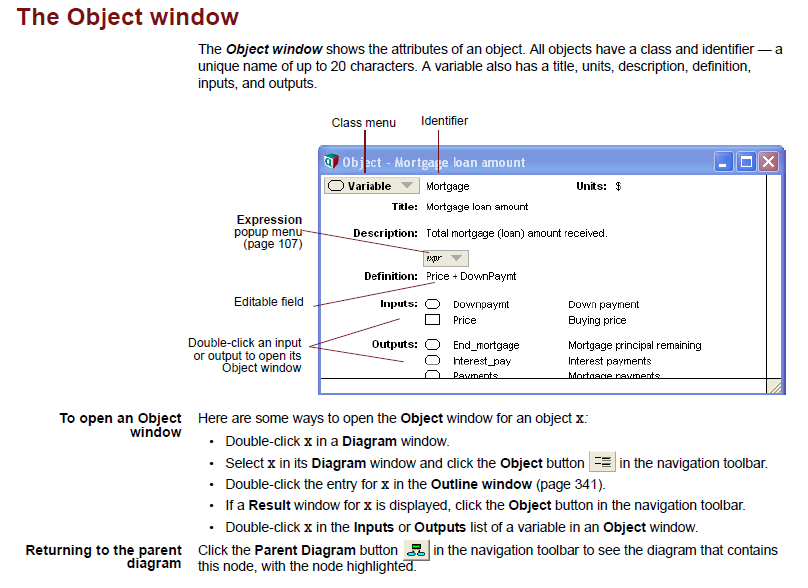 The Object window
The Object window shows the attributes of an object. All objects have a class and identifier — a
unique name of up to 20 characters. A variable also has a title, units, description, definition,
inputs, and outputs.
Class menu
Identifier
Object - Mortgage loan amount
Variable
Mortgage
Units: $
Title: Mortgage loan amount
Expression
popup menu
(page 107)
Description: Total mortgage (loan) amount received.
expr
Definition: Price + DownPaynt
Editable field
Inputs: Downpaymt Down payment
Price Buying price
Double-click an input
or output to open its
Object window
Outputs: End_mortgage Mortgage principal remaining
Interest_pay Interest payments
Payments Mortgage payments
To open an Object
window
Here are some ways to open the Object window for an object x:
• Double-click x in a Diagram window.
• Select x in its Diagram window and click the Object button in the navigation toolbar.
• Double-click the entry for x in the Outline window (page 341).
• If a Result window for x is displayed, click the Object button in the navigation toolbar.
• Double-click x in the Inputs or Outputs list of a variable in an Object window.
Returning to the parent
diagram
Click the Parent Diagram button in the navigation toolbar to see the diagram that contains
this node, with the node highlighted.